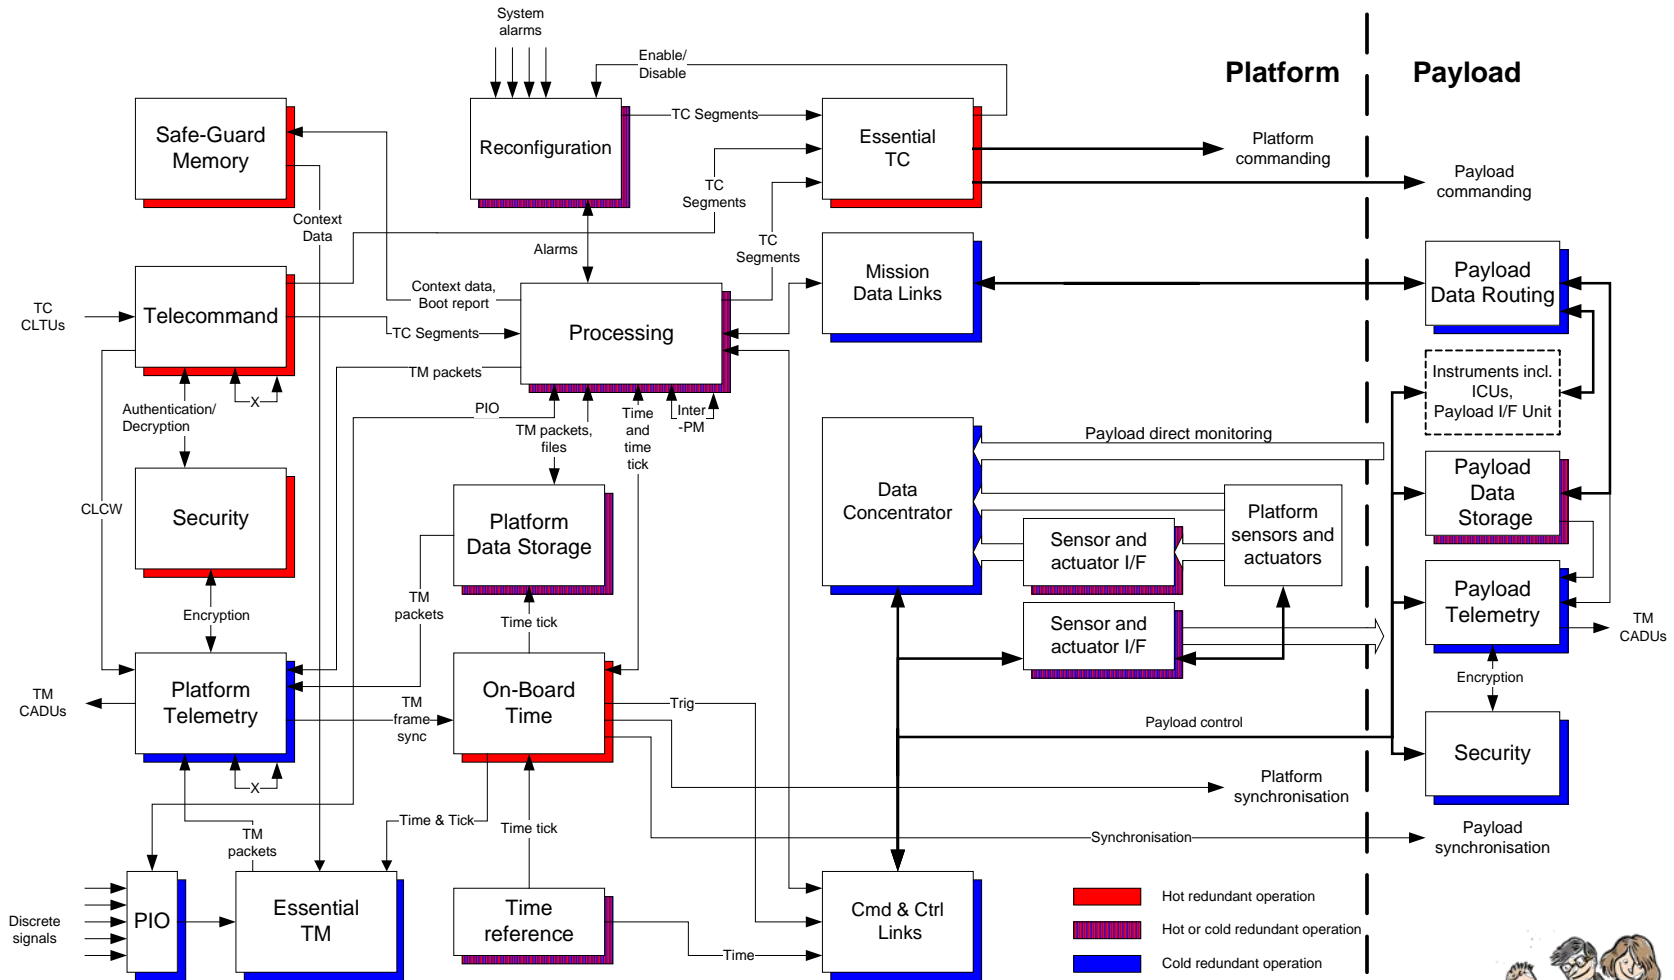 System
alarms
Enable/
Disable
Platform
Payload
Safe-Guard
Memory
Reconfiguration
TC Segments
Essential
TC
Platform
commanding
Payload
commanding
TC
Segments
Context
Data
Alarms
TC
Segments
Mission
Data Links
Payload
Data Routing
Context data,
Boot report
TC
CLTUs
Telecommand
TC Segments
Processing
TM packets
Instruments incl.
ICUs,
Payload I/F Unit
X
Authentication/
Decryption
PIO
TM packets,
files
Time
and
time
tick
Inter
-PM
Payload direct monitoring
CLCW
Security
Platform
Data Storage
Data
Concentrator
Sensor and
actuator I/F
Platform
sensors and
actuators
Payload
Data
Storage
Encryption
TM
packets
Time tick
Sensor and
actuator I/F
Payload
Telemetry
TM
CADUs
Encryption
TM
CADUs
Platform
Telemetry
TM
frame
sync
On-Board
Time
Trig
Payload control
Security
X
Platform
synchronisation
Time & Tick
Time tick
TM
packets
Synchronisation
Payload
synchronisation
Discrete
signals
PIO
Essential
TM
Time
reference
Time
Cmd & Ctrl
Links
Hot redundant operation
Hot or cold redundant operation
Cold redundant operation